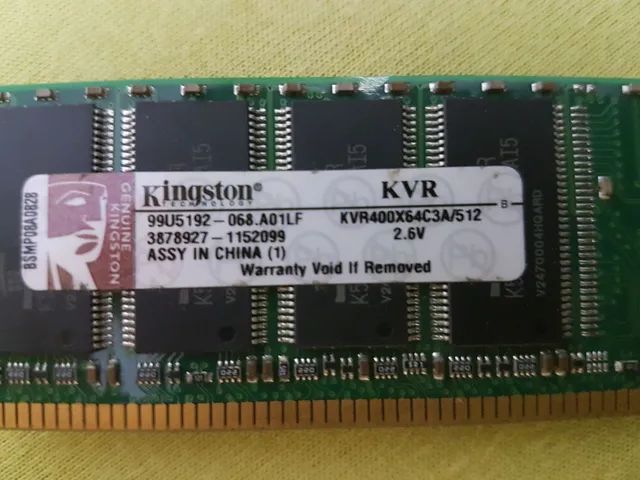 BSMP08A0828
GENUINE
KINGSTON
Kingston®
TECHNOLOGY
KVR
B
99U5192-068.A01LF
KVR400X64C3A/512
3878927-1152099
2.6V
ASSY IN CHINA (1)
Warranty Void If Removed
V2470004HQARD